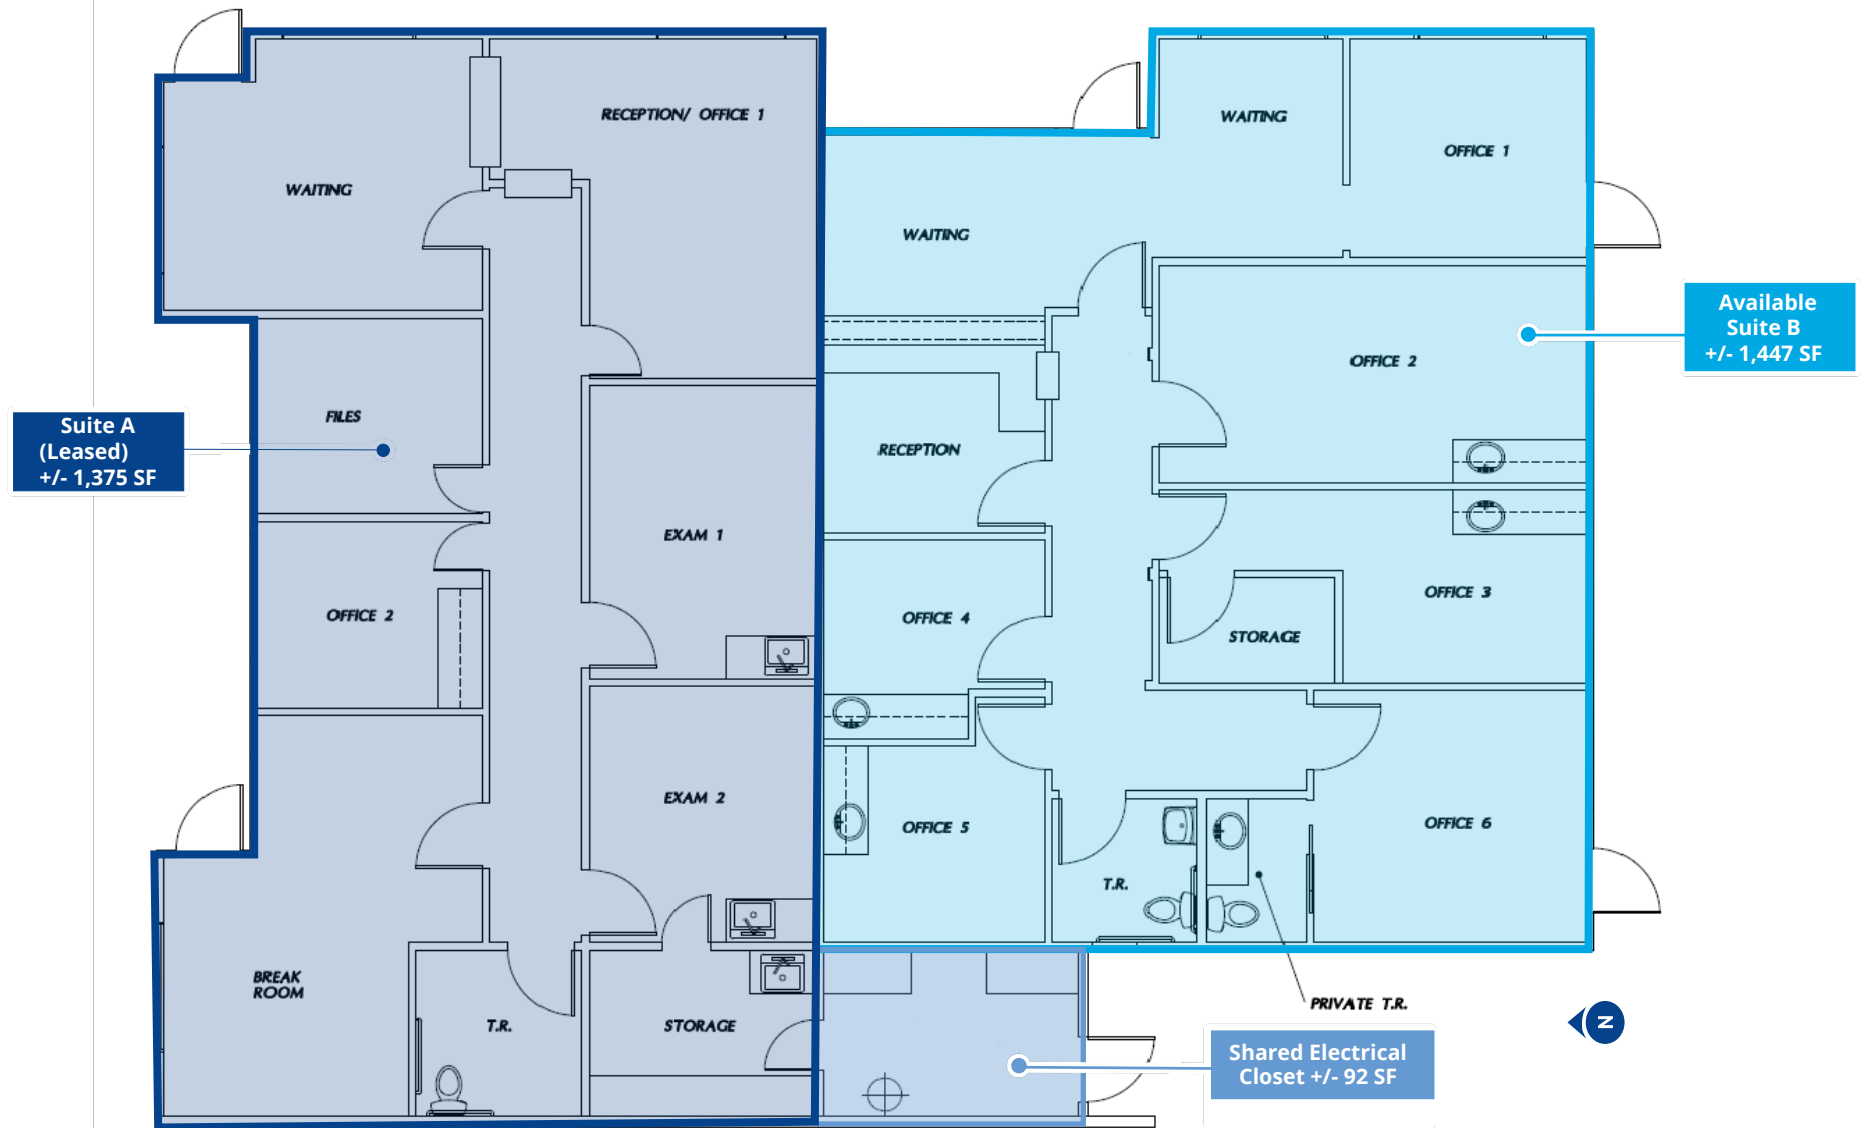 RECEPTION/ OFFICE 1
WAITING
FILES
OFFICE 2
EXAM 1
EXAM 2
BREAK
ROOM
T.R.
STORAGE
Suite A
(Leased)
+/- 1,375 SF
WAITING
OFFICE 1
WAITING
OFFICE 2
RECEPTION
OFFICE 3
STORAGE
OFFICE 4
OFFICE 5
OFFICE 6
T.R.
PRIVATE T.R.
Available
Suite B
+/- 1,447 SF
Shared Electrical
Closet +/- 92 SF
N